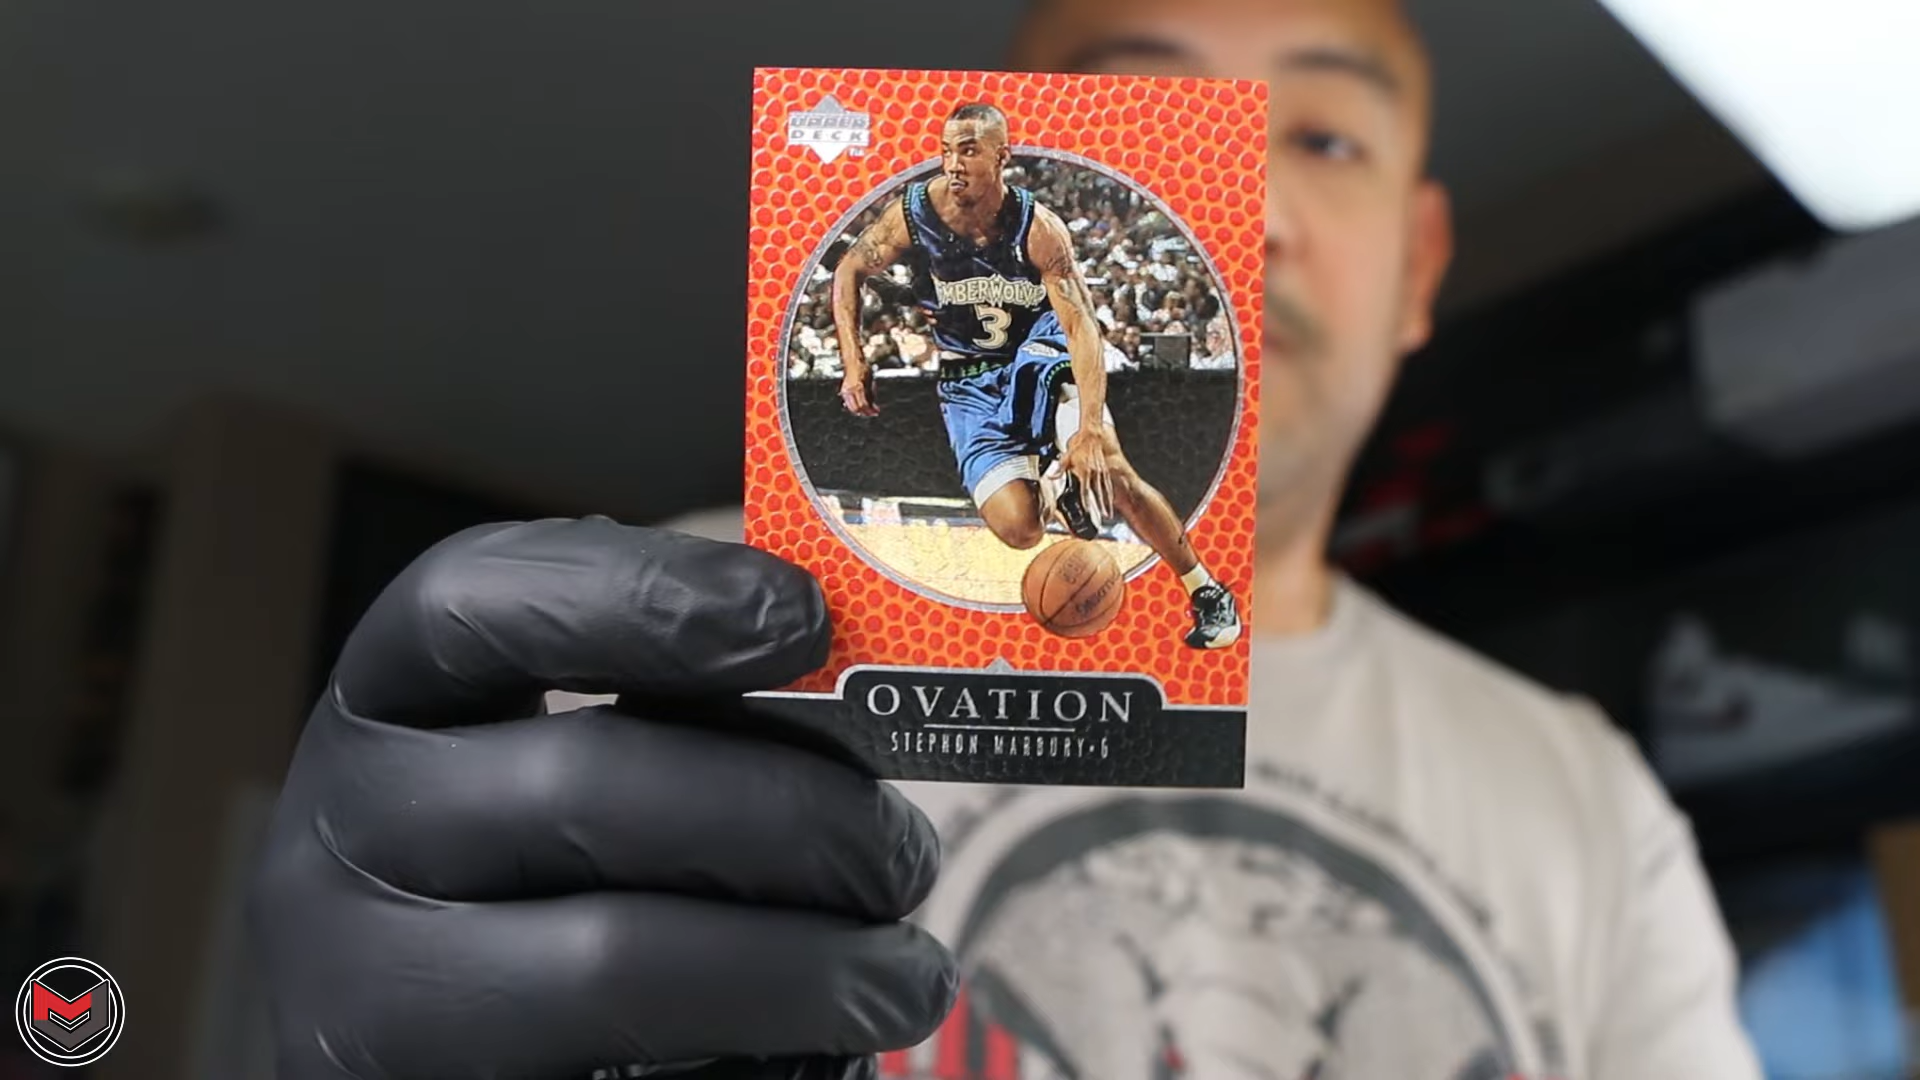 UPPER
DECK
TIMBERWOLVES
3
OVATION
STEPHON MARBURY•G